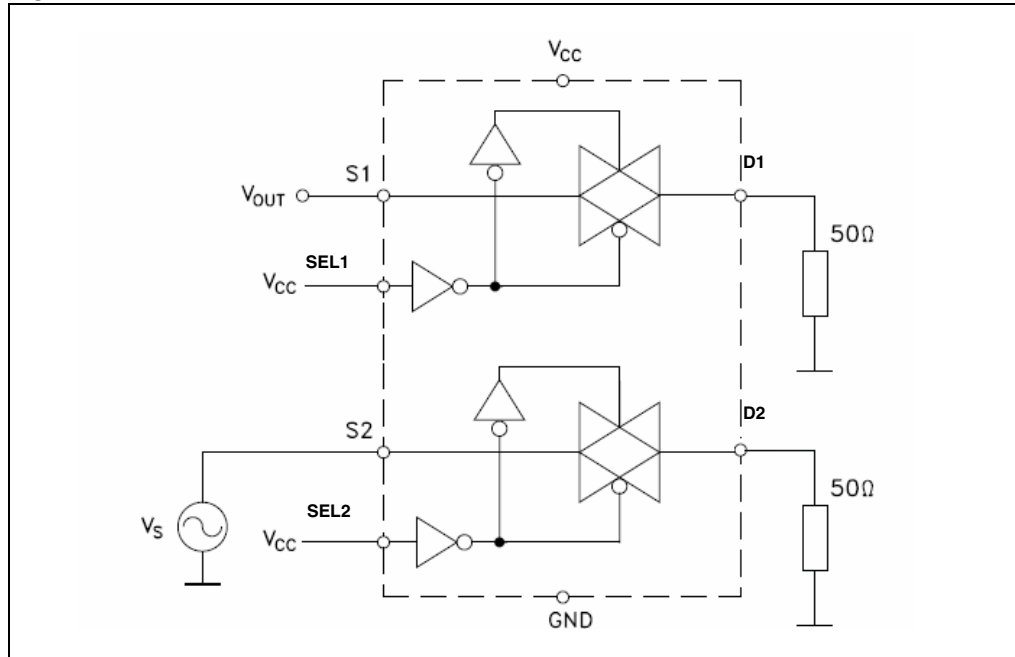 VCC
S1
D1
VOUT
50Ω
SEL1
VCC
S2
D2
50Ω
VS
SEL2
VCC
GND